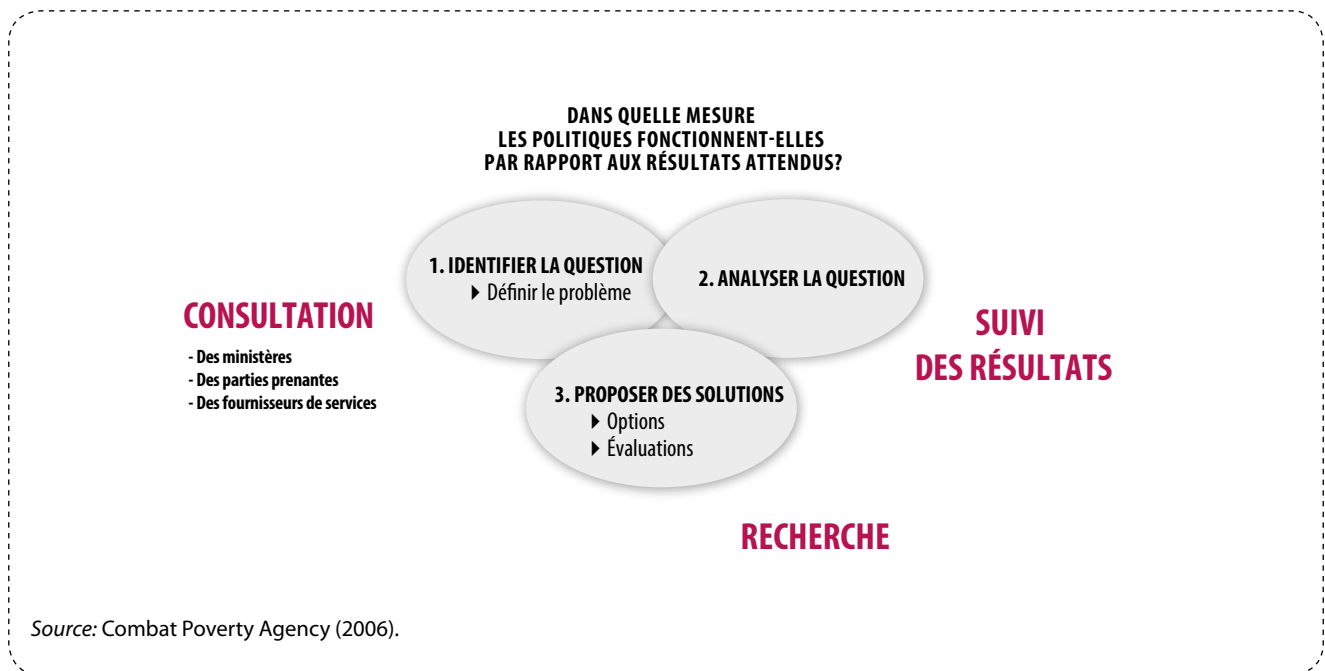 DANS QUELLE MESURE
LES POLITIQUES FONCTIONNENT-ELLES
PAR RAPPORT AUX RÉSULTATS ATTENDUS?
1. IDENTIFIER LA QUESTION
▶ Définir le problème
2. ANALYSER LA QUESTION
CONSULTATION
- Des ministères
- Des parties prenantes
- Des fournisseurs de services
SUIVI
DES RÉSULTATS
3. PROPOSER DES SOLUTIONS
▶ Options
▶ Évaluations
RECHERCHE
Source: Combat Poverty Agency (2006).